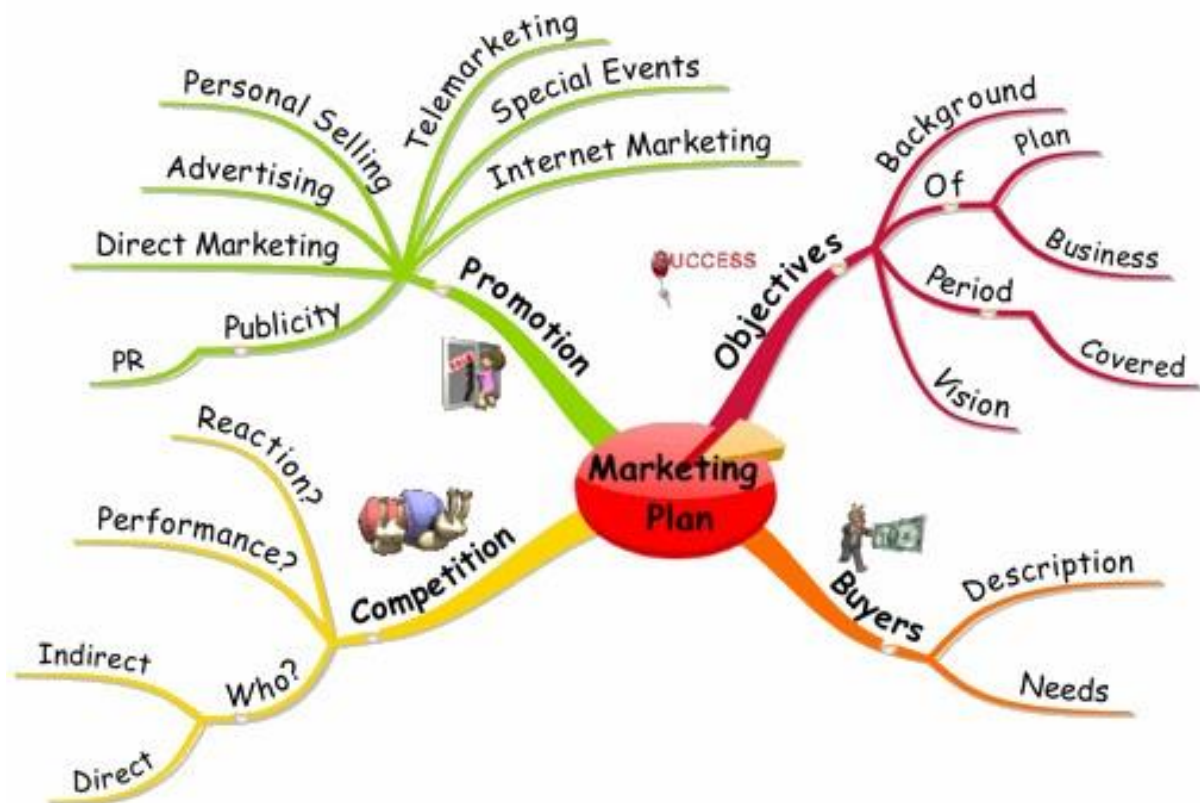 Marketing
Plan
Objectives
Background
Of
Plan
Business
Period
Covered
Vision
Buyers
Description
Needs
Competition
Reaction?
Performance?
Who?
Indirect
Direct
Promotion
Telemarketing
Special Events
Internet Marketing
Personal Selling
Advertising
Direct Marketing
Publicity
PR
SUCCESS